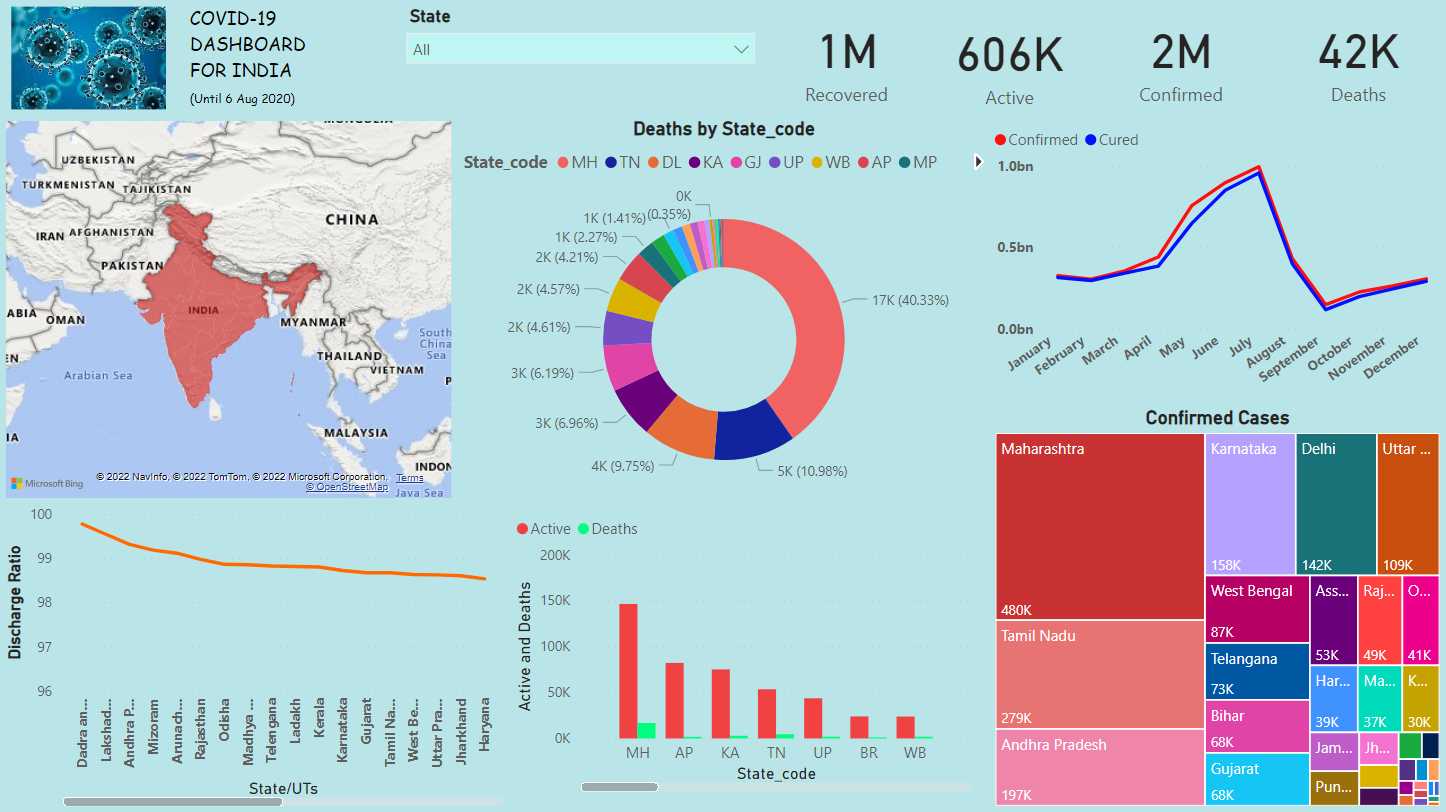 COVID-19
DASHBOARD
FOR INDIA
(Until 6 Aug 2020)
State
All
1M
Recovered
606K
Active
2M
Confirmed
42K
Deaths
MONGOLIA
UZBEKISTAN
TURKMENISTAN
TAJIKISTAN
CHINA
IRAN
AFGHANISTAN
PAKISTAN
INDIA
ABIA
OMAN
MYANMAR
South
China
Sea
THAILAND
EN
VIETNAM
Arabian Sea
P
MALAYSIA
IA
INDON
Java Sea
Microsoft Bing
© 2022 NavInfo, © 2022 TomTom, © 2022 Microsoft Corporation,
Terms
© OpenStreetMap
Deaths by State_code
State_code MH TN DL KA GJ UP WB AP MP
0K
(0.35%)
1K (1.41%)
1K (2.27%)
2K (4.21%)
2K (4.57%)
2K (4.61%)
3K (6.19%)
3K (6.96%)
4K (9.75%)
5K (10.98%)
17K (40.33%)
Confirmed Cured
1.0bn
0.5bn
0.0bn
January
February
March
April
May
June
July
August
September
October
November
December
Discharge Ratio
100
99
98
97
96
Dadra an...
Lakshad...
Andhra P...
Mizoram
Arunach...
Rajasthan
Odisha
Madhya ...
Telengana
Ladakh
Kerala
Karnataka
Gujarat
Tamil Na...
West Be...
Uttar Pra...
Jharkhand
Haryana
State/UTs
Active Deaths
Active and Deaths
200K
150K
100K
50K
0K
MH
AP
KA
TN
UP
BR
WB
State_code
Confirmed Cases
Maharashtra
480K
Tamil Nadu
279K
Andhra Pradesh
197K
Karnataka
158K
Delhi
142K
Uttar ...
109K
West Bengal
87K
Telangana
73K
Bihar
68K
Gujarat
68K
Ass...
53K
Raj...
49K
O...
41K
Har...
39K
Ma...
37K
K...
30K
Jam...
Jh...
Pun...